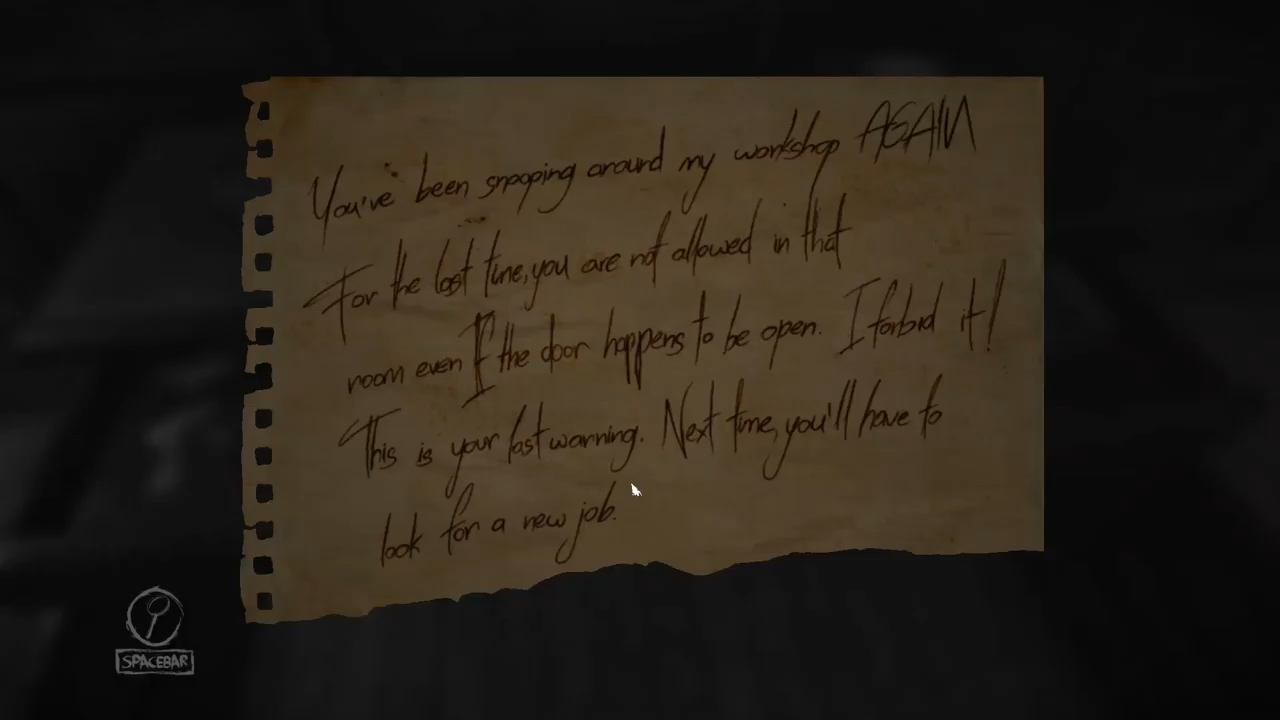 You've been snooping around my workshop AGAIN
For the last time, you are not allowed in that
room even If the door happens to be open. I forbid it!
This is your last warning. Next time, you'll have to
look for a new job.
SPACEBAR